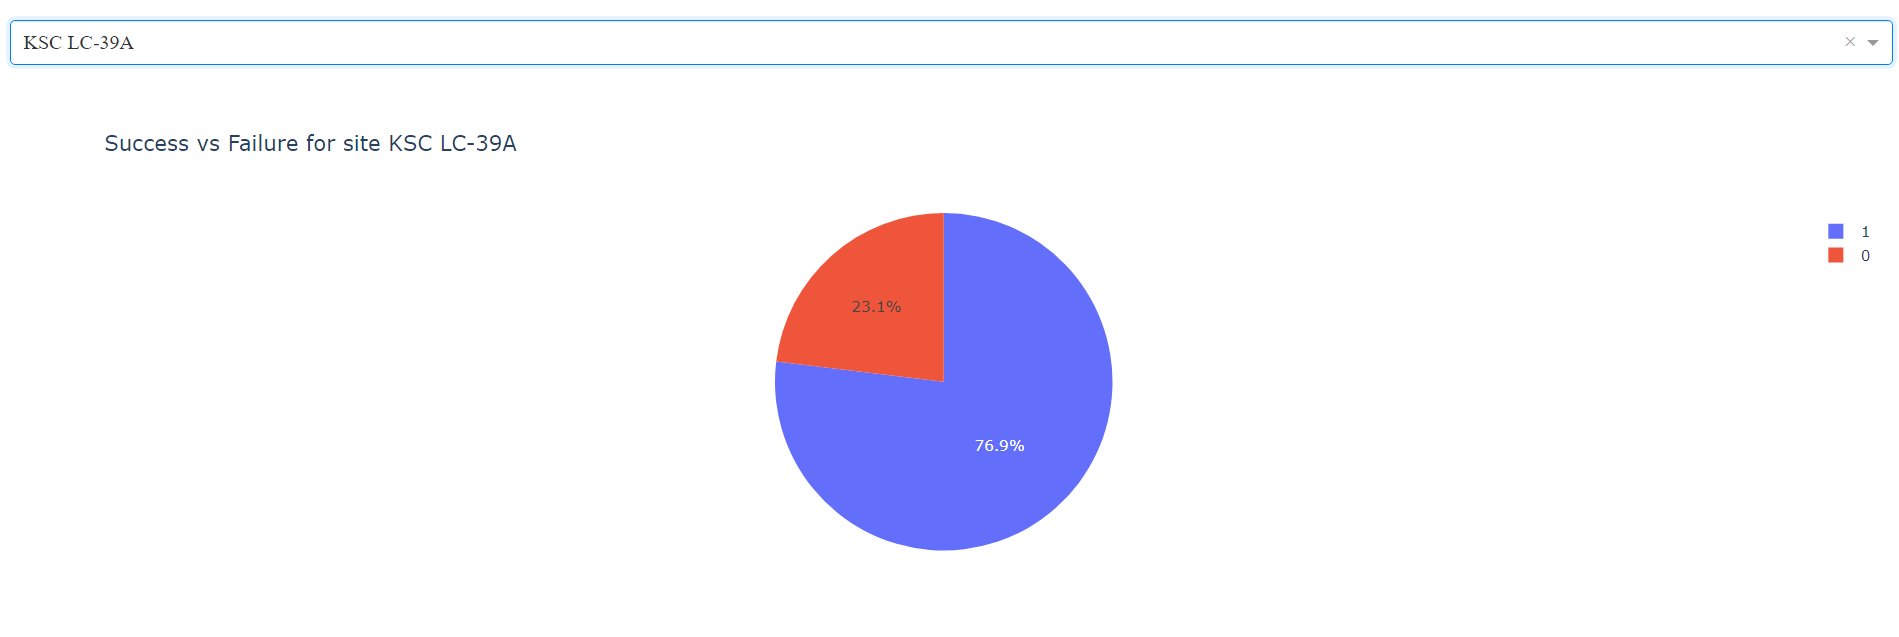 KSC LC-39A
Success vs Failure for site KSC LC-39A
1
0
23.1%
76.9%